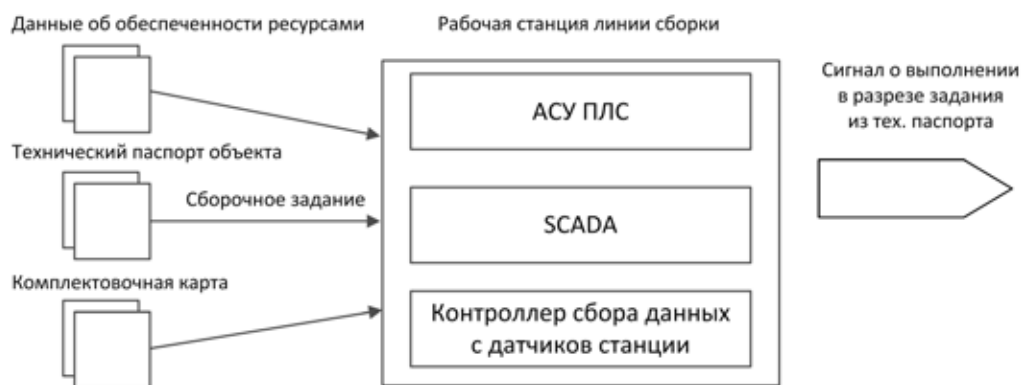 Данные об обеспеченности ресурсами
Рабочая станция линии сборки
Сигнал о выполнении
в разрезе задания
из тех. паспорта
АСУ ПЛС
Технический паспорт объекта
Сборочное задание
SCADA
Комплектовочная карта
Контроллер сбора данных
с датчиков станции